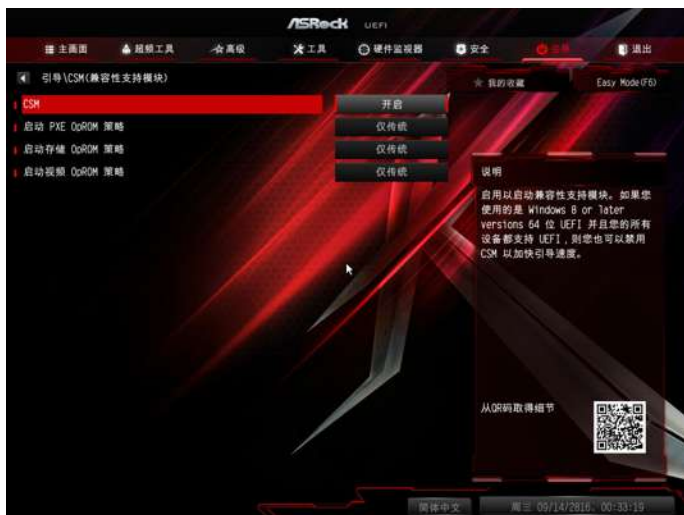 ASRock UEFI
主画面 超频工具 高级 工具 硬件监视器 安全 退出
引导\CSM(兼容性支持模块)
我的收藏 Easy Mode(F6)
CSM 开启
启动 PXE OpROM 策略 仅传统
启动存储 OpROM 策略 仅传统
启动视频 OpROM 策略 仅传统
说明
启用以启动兼容性支持模块。如果您
使用的是 Windows 8 or later
versions 64 位 UEFI 并且您的所有
设备都支持 UEFI，则您也可以禁用
CSM 以加快引导速度。
从QR码取得细节
简体中文 周三 09/14/2016. 00:33:19